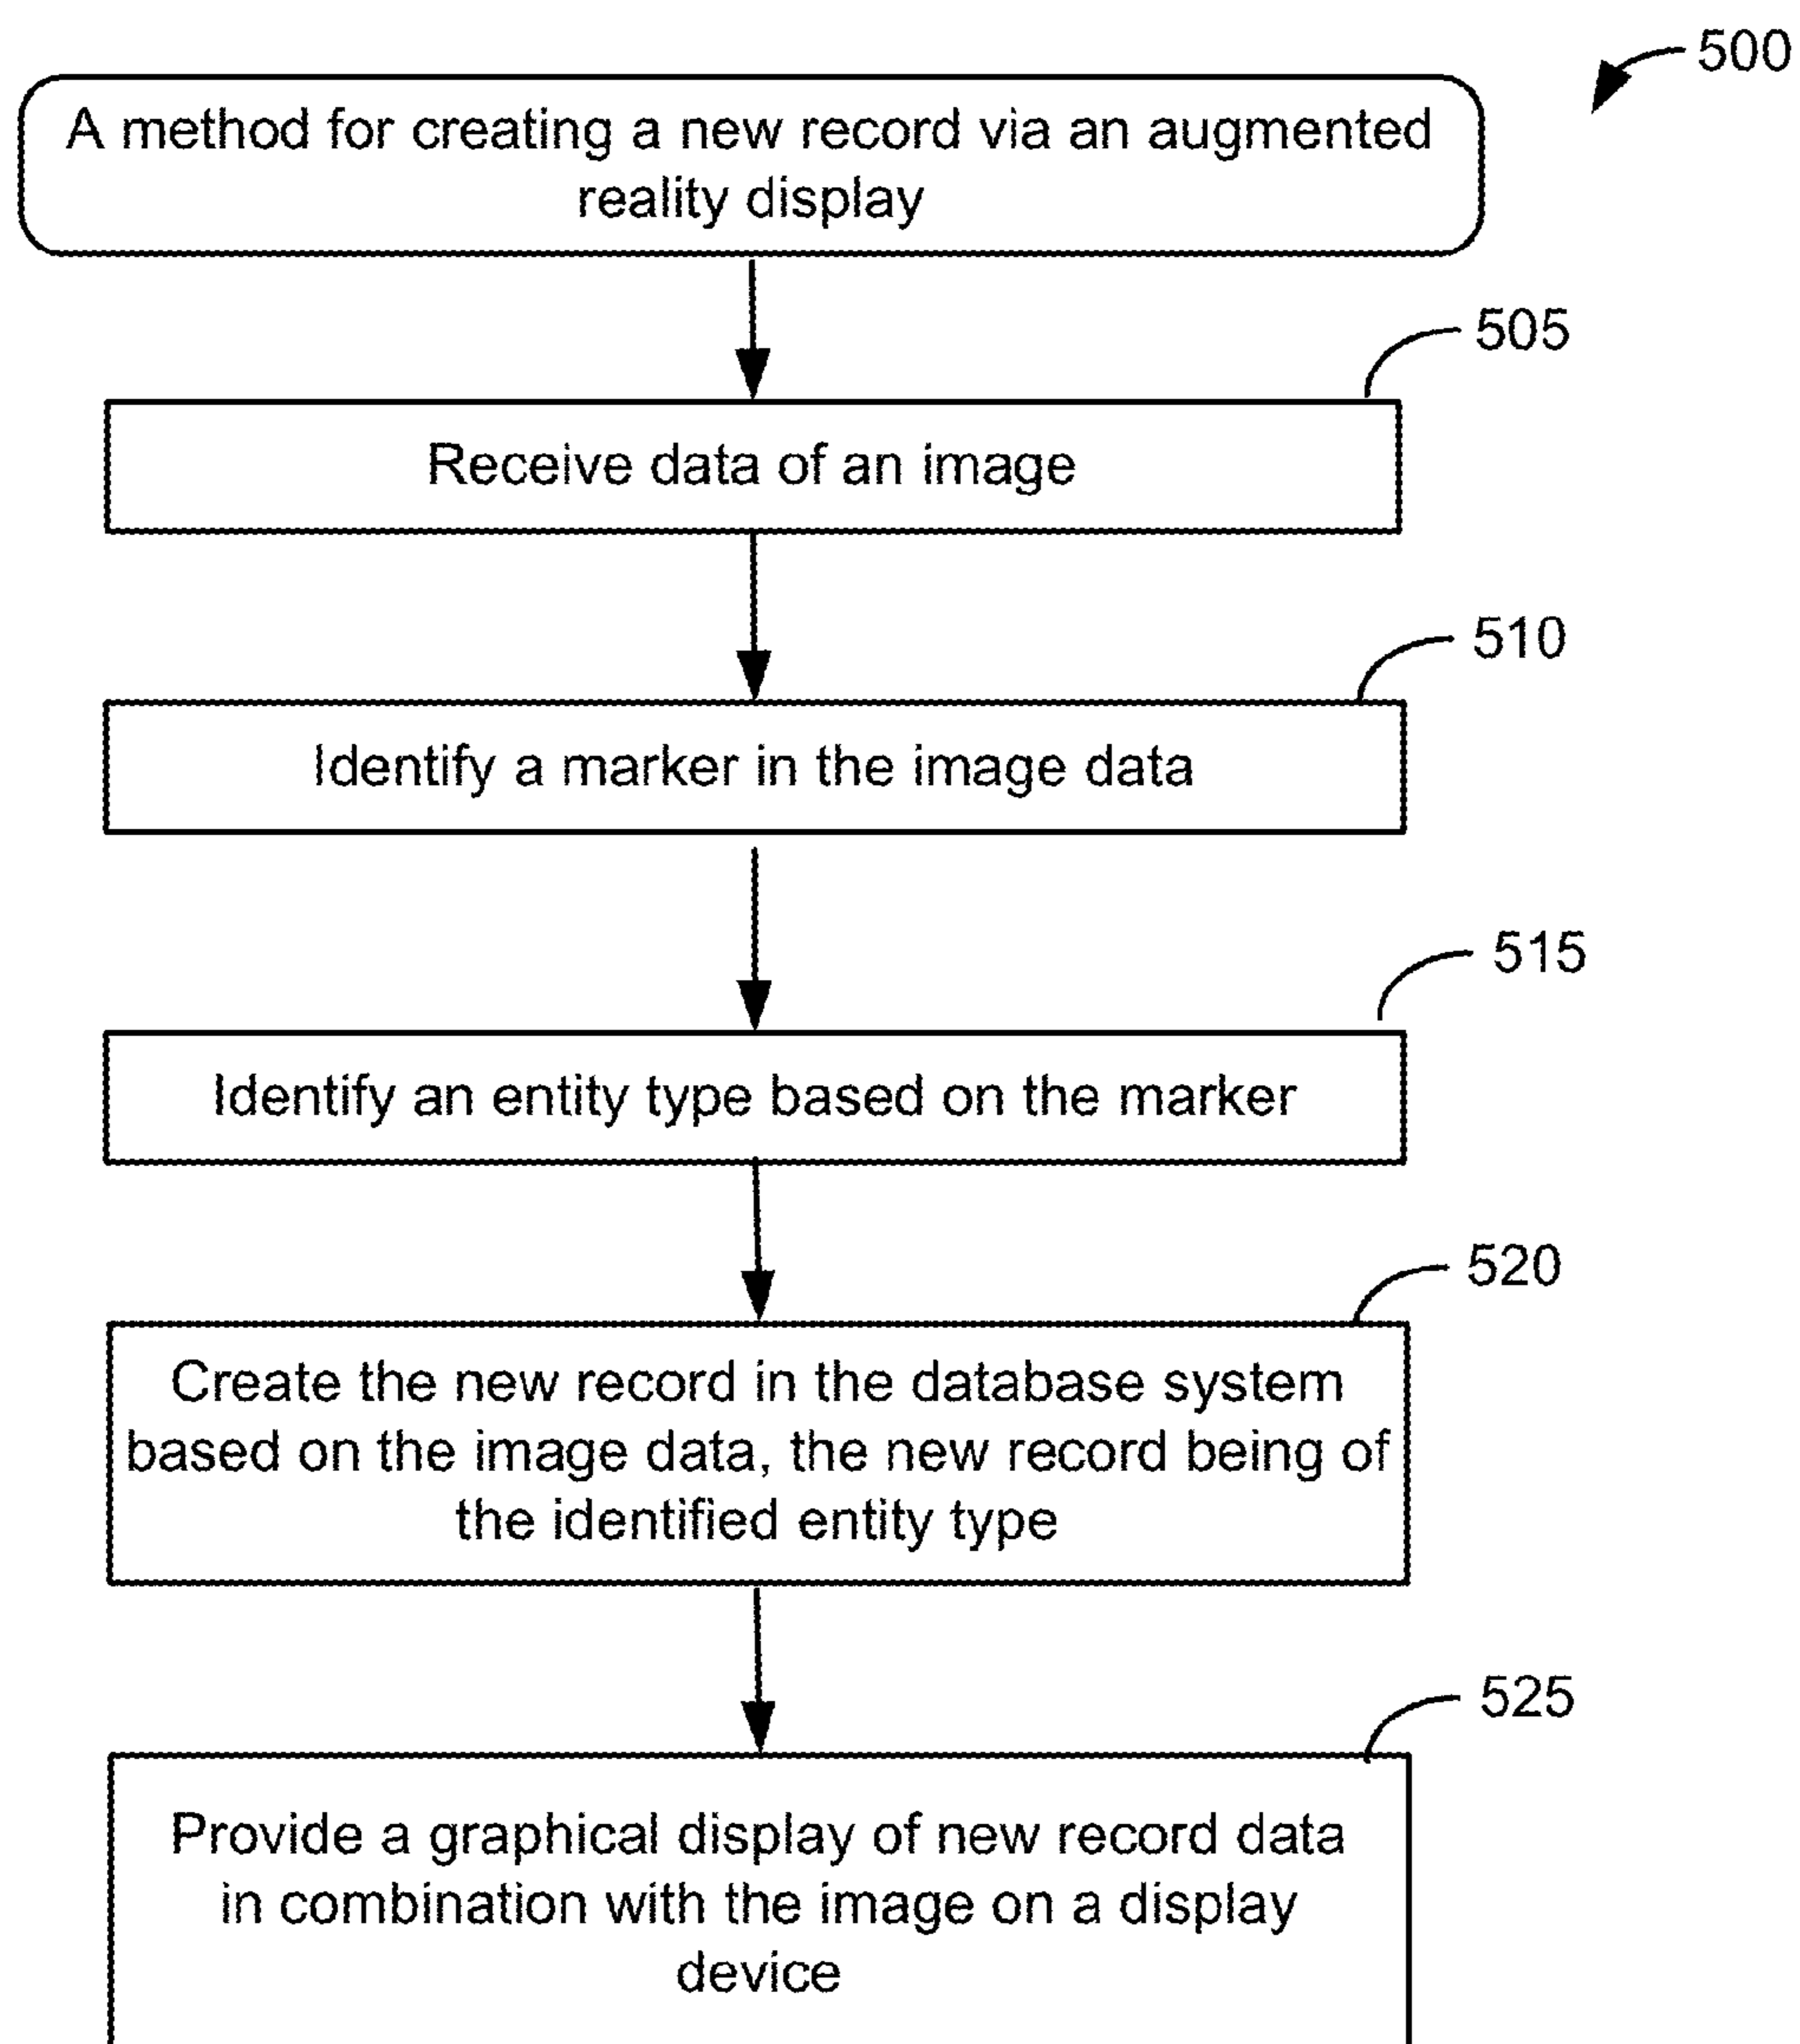 500
A method for creating a new record via an augmented
reality display
505
Receive data of an image
510
Identify a marker in the image data
515
Identify an entity type based on the marker
520
Create the new record in the database system
based on the image data, the new record being of
the identified entity type
525
Provide a graphical display of new record data
in combination with the image on a display
device